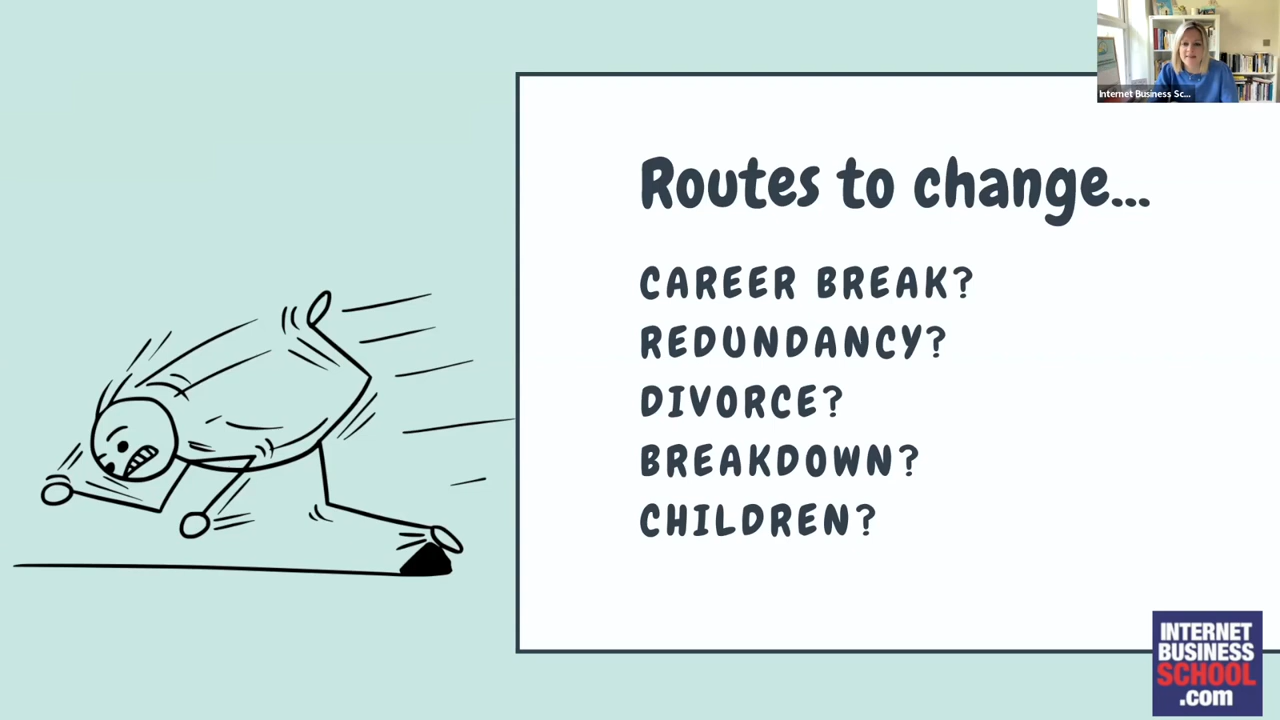 Internet Business Sc...
Routes to change...
CAREER BREAK?
REDUNDANCY?
DIVORCE?
BREAKDOWN?
CHILDREN?
INTERNET
BUSINESS
SCHOOL
.com